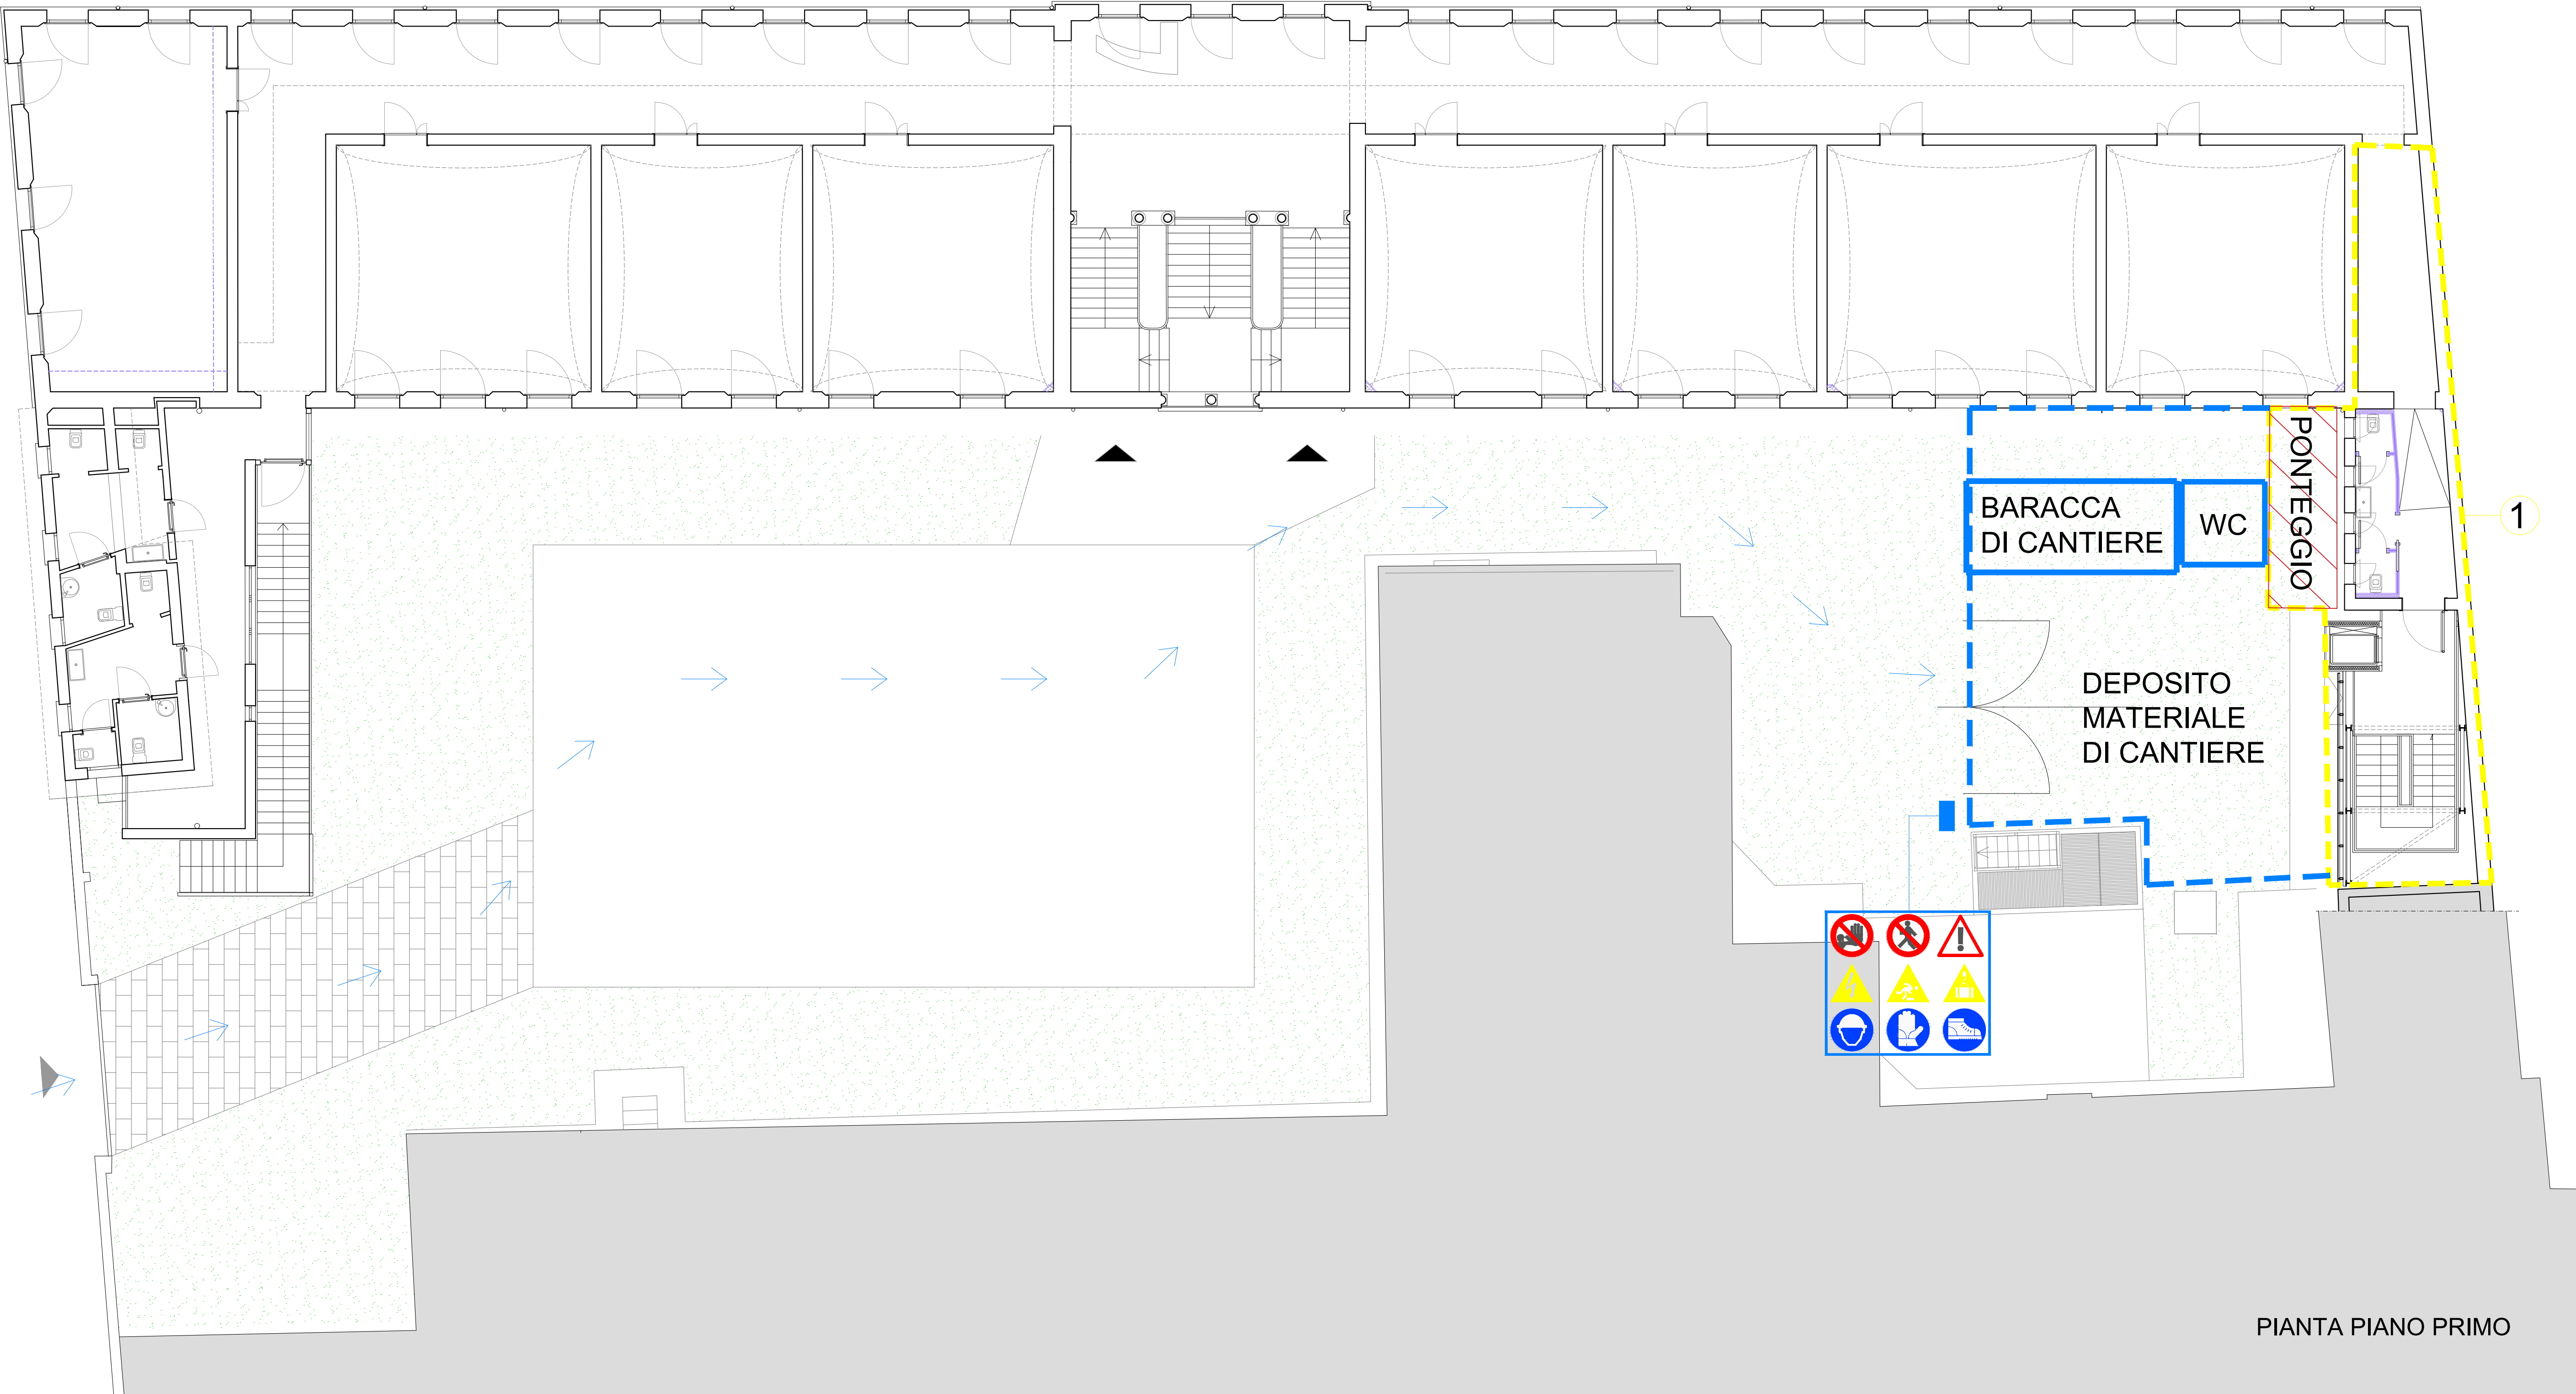 BARACCA
DI CANTIERE
WC
PONTEGGIO
1
DEPOSITO
MATERIALE
DI CANTIERE
PIANTA PIANO PRIMO